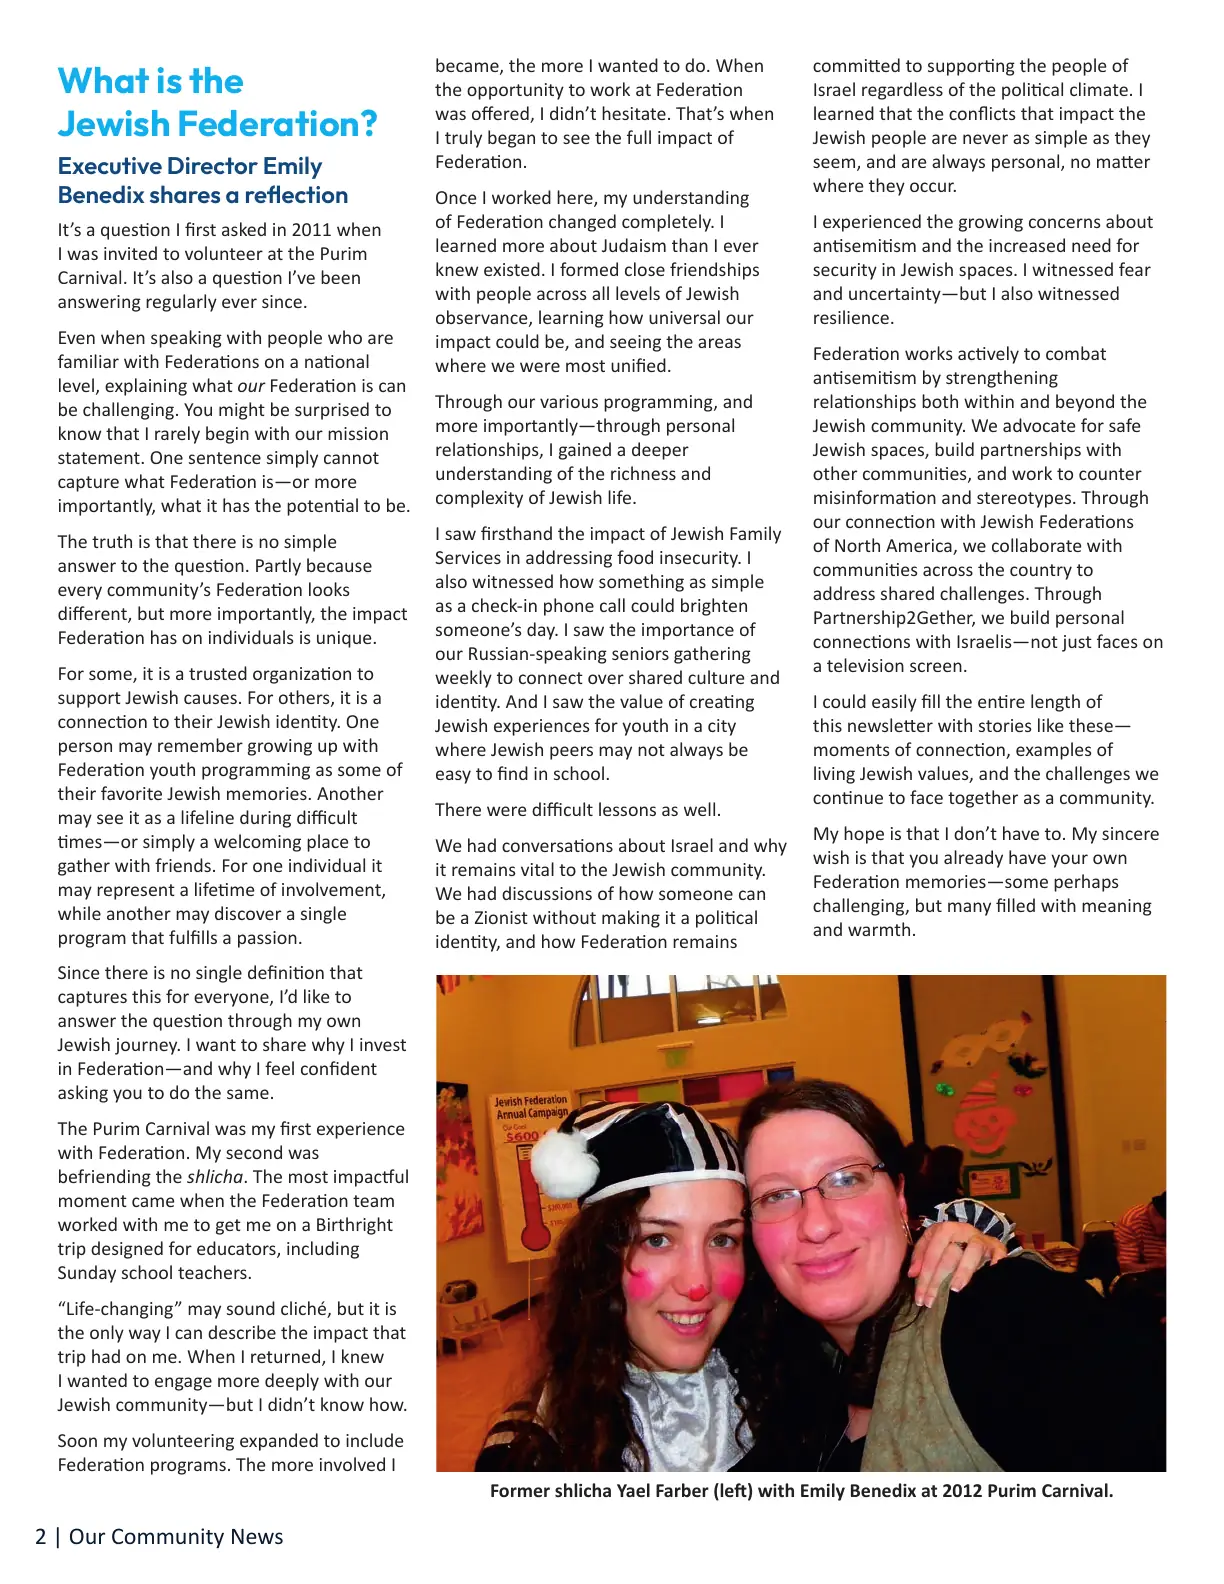 What is the
Jewish Federation?
Executive Director Emily
Benedix shares a reflection
It’s a question I first asked in 2011 when
I was invited to volunteer at the Purim
Carnival. It’s also a question I’ve been
answering regularly ever since.
Even when speaking with people who are
familiar with Federations on a national
level, explaining what our Federation is can
be challenging. You might be surprised to
know that I rarely begin with our mission
statement. One sentence simply cannot
capture what Federation is—or more
importantly, what it has the potential to be.
The truth is that there is no simple
answer to the question. Partly because
every community’s Federation looks
different, but more importantly, the impact
Federation has on individuals is unique.
For some, it is a trusted organization to
support Jewish causes. For others, it is a
connection to their Jewish identity. One
person may remember growing up with
Federation youth programming as some of
their favorite Jewish memories. Another
may see it as a lifeline during difficult
times—or simply a welcoming place to
gather with friends. For one individual it
may represent a lifetime of involvement,
while another may discover a single
program that fulfills a passion.
Since there is no single definition that
captures this for everyone, I’d like to
answer the question through my own
Jewish journey. I want to share why I invest
in Federation—and why I feel confident
asking you to do the same.
The Purim Carnival was my first experience
with Federation. My second was
befriending the shlicha. The most impactful
moment came when the Federation team
worked with me to get me on a Birthright
trip designed for educators, including
Sunday school teachers.
“Life-changing” may sound cliché, but it is
the only way I can describe the impact that
trip had on me. When I returned, I knew
I wanted to engage more deeply with our
Jewish community—but I didn’t know how.
Soon my volunteering expanded to include
Federation programs. The more involved I
became, the more I wanted to do. When
the opportunity to work at Federation
was offered, I didn’t hesitate. That’s when
I truly began to see the full impact of
Federation.
Once I worked here, my understanding
of Federation changed completely. I
learned more about Judaism than I ever
knew existed. I formed close friendships
with people across all levels of Jewish
observance, learning how universal our
impact could be, and seeing the areas
where we were most unified.
Through our various programming, and
more importantly—through personal
relationships, I gained a deeper
understanding of the richness and
complexity of Jewish life.
I saw firsthand the impact of Jewish Family
Services in addressing food insecurity. I
also witnessed how something as simple
as a check-in phone call could brighten
someone’s day. I saw the importance of
our Russian-speaking seniors gathering
weekly to connect over shared culture and
identity. And I saw the value of creating
Jewish experiences for youth in a city
where Jewish peers may not always be
easy to find in school.
There were difficult lessons as well.
We had conversations about Israel and why
it remains vital to the Jewish community.
We had discussions of how someone can
be a Zionist without making it a political
identity, and how Federation remains
committed to supporting the people of
Israel regardless of the political climate. I
learned that the conflicts that impact the
Jewish people are never as simple as they
seem, and are always personal, no matter
where they occur.
I experienced the growing concerns about
antisemitism and the increased need for
security in Jewish spaces. I witnessed fear
and uncertainty—but I also witnessed
resilience.
Federation works actively to combat
antisemitism by strengthening
relationships both within and beyond the
Jewish community. We advocate for safe
Jewish spaces, build partnerships with
other communities, and work to counter
misinformation and stereotypes. Through
our connection with Jewish Federations
of North America, we collaborate with
communities across the country to
address shared challenges. Through
Partnership2Gether, we build personal
connections with Israelis—not just faces on
a television screen.
I could easily fill the entire length of
this newsletter with stories like these—
moments of connection, examples of
living Jewish values, and the challenges we
continue to face together as a community.
My hope is that I don’t have to. My sincere
wish is that you already have your own
Federation memories—some perhaps
challenging, but many filled with meaning
and warmth.
Jewish Federation
Annual Campaign
Our Goal:
$600
Former shlicha Yael Farber (left) with Emily Benedix at 2012 Purim Carnival.
2 | Our Community News